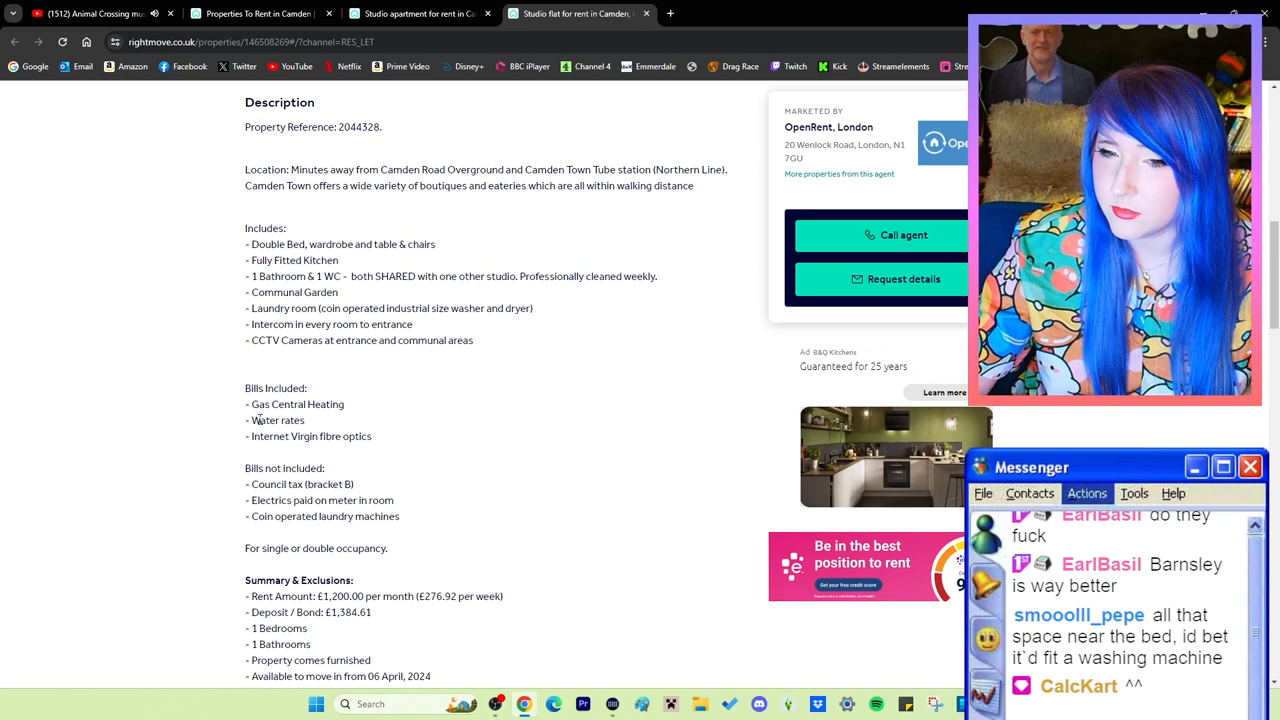 (1512) Animal Crossing mu
Studio apartment for rent in Ca
Studio flat for rent in Camden,
rightmove.co.uk/properties/146508269#/?channel=RES_LET
Google
Amazon
Facebook
Twitter
YouTube
Netflix
Prime Video
Disney+
BBC iPlayer
Channel 4
Emmerdale
Drag Race
Twitch
Kick
Streamelements
Stre
Description
Property Reference: 2044328.
Location: Minutes away from Camden Road Overground and Camden Town Tube station (Northern Line).
Camden Town offers a wide variety of boutiques and eateries which are all within walking distance
Includes:
- Double Bed, wardrobe and table & chairs
- Fully Fitted Kitchen
- 1 Bathroom & 1 WC - both SHARED with one other studio. Professionally cleaned weekly.
- Communal Garden
- Laundry room (coin operated industrial size washer and dryer)
- Intercom in every room to entrance
- CCTV Cameras at entrance and communal areas
Bills Included:
- Gas Central Heating
- Water rates
- Internet Virgin fibre optics
Bills not included:
- Council tax (bracket B)
- Electrics paid on meter in room
- Coin operated laundry machines
For single or double occupancy.
Summary & Exclusions:
- Rent Amount: £1,200.00 per month (£276.92 per week)
- Deposit / Bond: £1,384.61
- 1 Bedrooms
- 1 Bathrooms
- Property comes furnished
- Available to move in from 06 April, 2024
MARKETED BY
OpenRent, London
20 Wenlock Road, London, N1
7GU
More properties from this agent
Ope
Call agent
Request details
Ad B&Q Kitchens
Guaranteed for 25 years
Learn more
Be in the best
position to rent
Get your free credit score
9
Messenger
File Contacts Actions Tools Help
EarlBasil do they
fuck
EarlBasil Barnsley
is way better
smooolll_pepe all that
space near the bed, id bet
it`d fit a washing machine
CalcKart ^^
Search